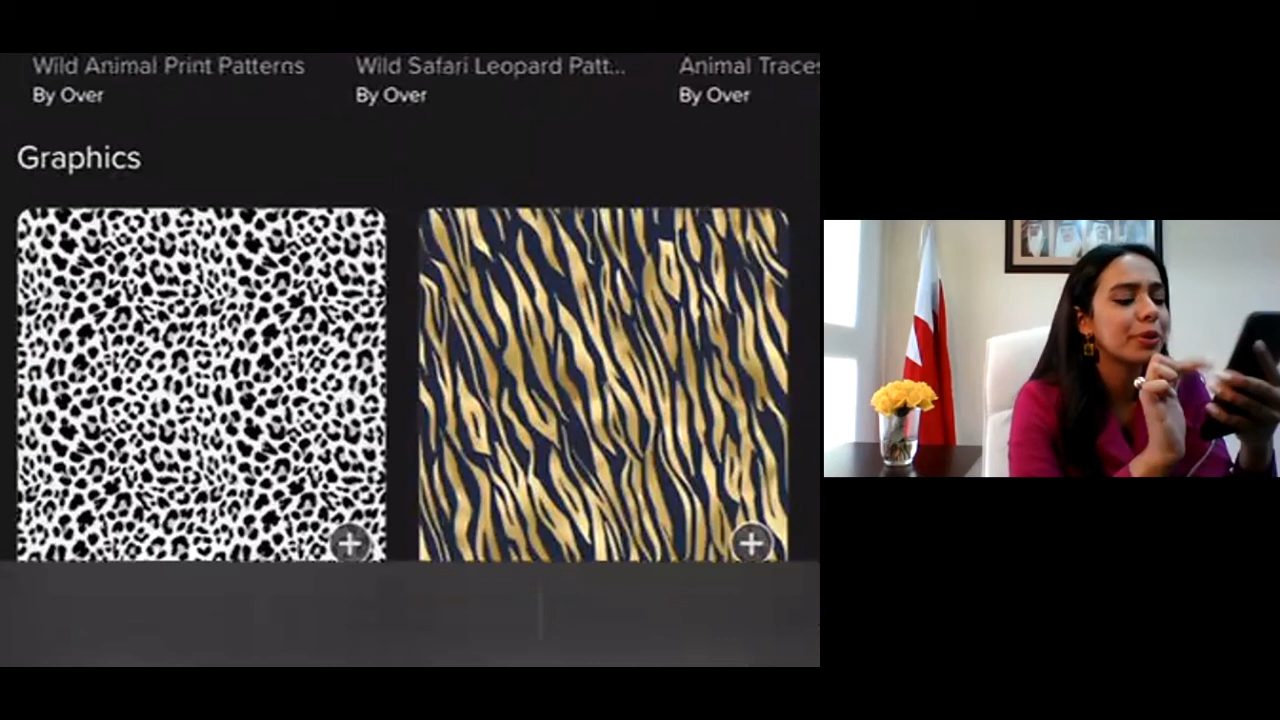 Wild Animal Print Patterns
By Over
Wild Safari Leopard Patt...
By Over
Animal Traces
By Over
Graphics